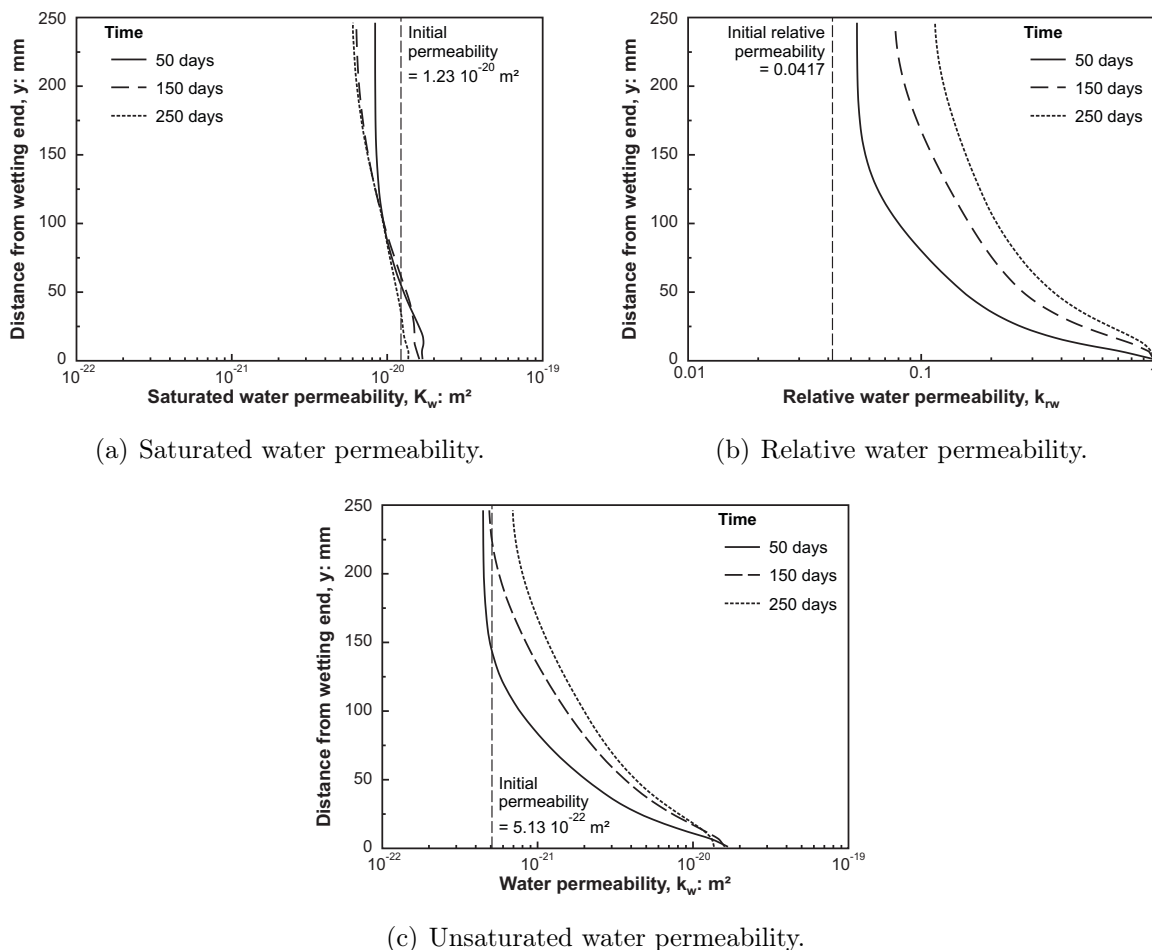 250
200
150
100
50
0
Distance from wetting end, y: mm
Time
50 days
150 days
250 days
Initial
permeability
= 1.23 10⁻²⁰ m²
10⁻²² 10⁻²¹ 10⁻²⁰ 10⁻¹⁹
Saturated water permeability, K_w: m²
(a) Saturated water permeability.
250
200
150
100
50
0
Distance from wetting end, y: mm
Initial relative
permeability
= 0.0417
Time
50 days
150 days
250 days
0.01 0.1 1
Relative water permeability, k_rw
(b) Relative water permeability.
250
200
150
100
50
0
Distance from wetting end, y: mm
Time
50 days
150 days
250 days
Initial
permeability
= 5.13 10⁻²² m²
10⁻²² 10⁻²¹ 10⁻²⁰ 10⁻¹⁹
Water permeability, k_w: m²
(c) Unsaturated water permeability.